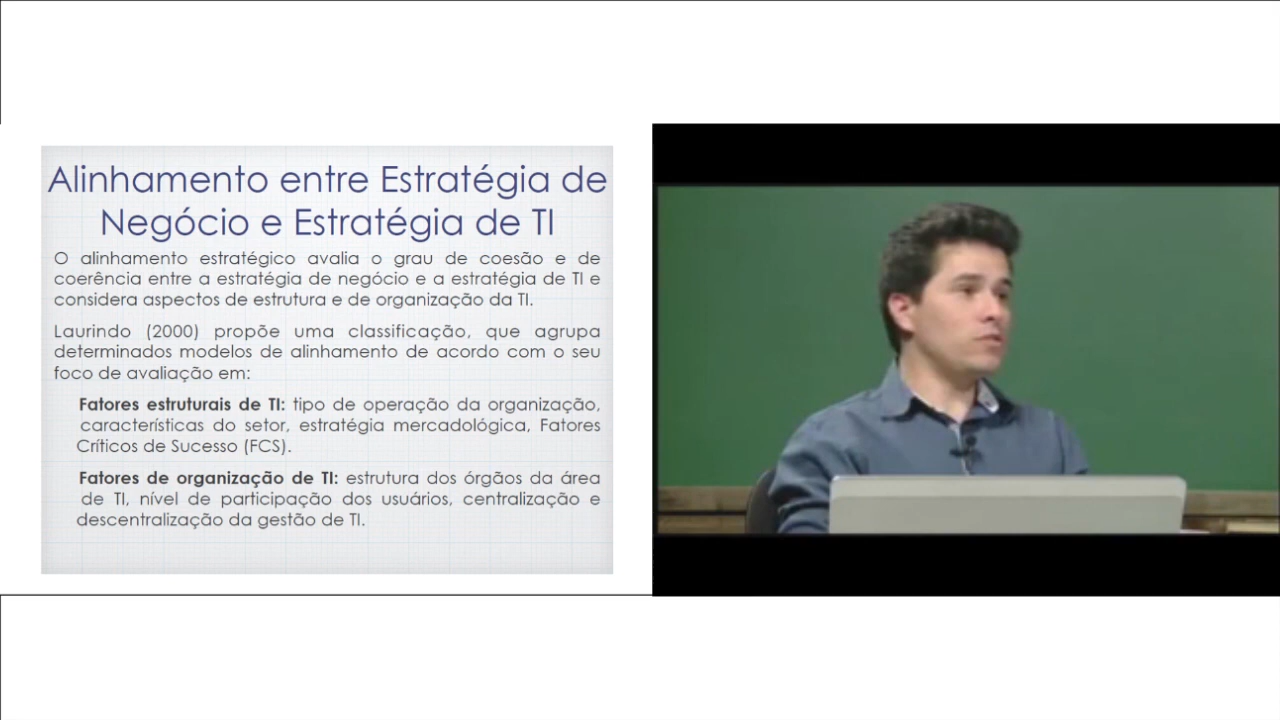 Alinhamento entre Estratégia de
Negócio e Estratégia de TI
O alinhamento estratégico avalia o grau de coesão e de
coerência entre a estratégia de negócio e a estratégia de TI e
considera aspectos de estrutura e de organização da TI.
Laurindo (2000) propõe uma classificação, que agrupa
determinados modelos de alinhamento de acordo com o seu
foco de avaliação em:
Fatores estruturais de TI: tipo de operação da organização,
características do setor, estratégia mercadológica, Fatores
Críticos de Sucesso (FCS).
Fatores de organização de TI: estrutura dos órgãos da área
de TI, nível de participação dos usuários, centralização e
descentralização da gestão de TI.